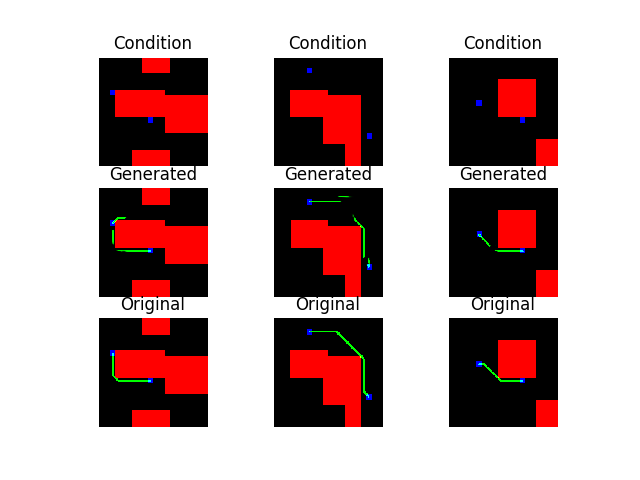 Condition Condition Condition
Generated Generated Generated
Original Original Original